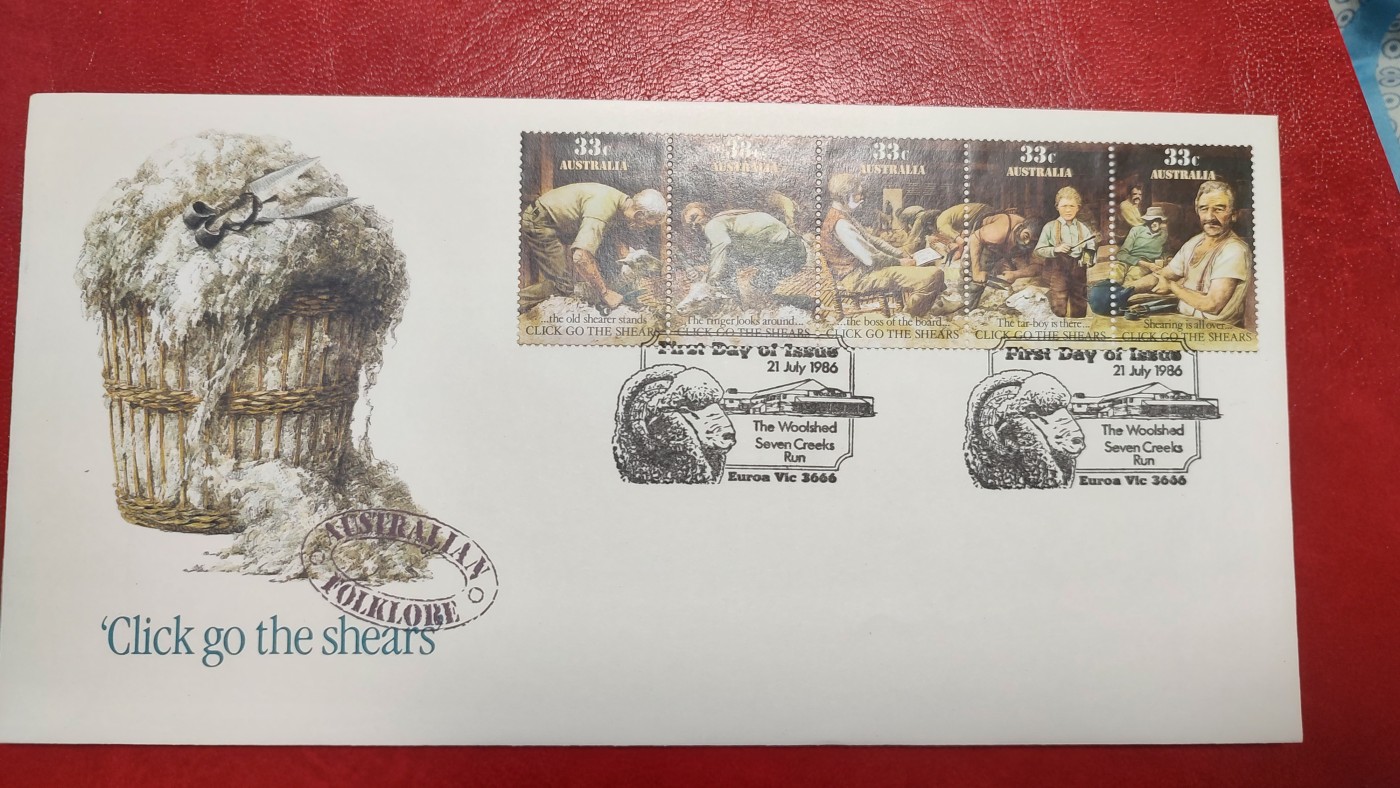 33c
AUSTRALIA
...the old shearer stands
CLICK GO THE SHEARS
33c
AUSTRALIA
The ringer looks around...
CLICK GO THE SHEARS
33c
AUSTRALIA
...the boss of the board...
CLICK GO THE SHEARS
33c
AUSTRALIA
The tar-boy is there...
CLICK GO THE SHEARS
33c
AUSTRALIA
Shearing is all over...
CLICK GO THE SHEARS
First Day of Issue
21 July 1986
The Woolshed
Seven Creeks
Run
Euroa Vic 3666
First Day of Issue
21 July 1986
The Woolshed
Seven Creeks
Run
Euroa Vic 3666
AUSTRALIAN
FOLKLORE
‘Click go the shears’